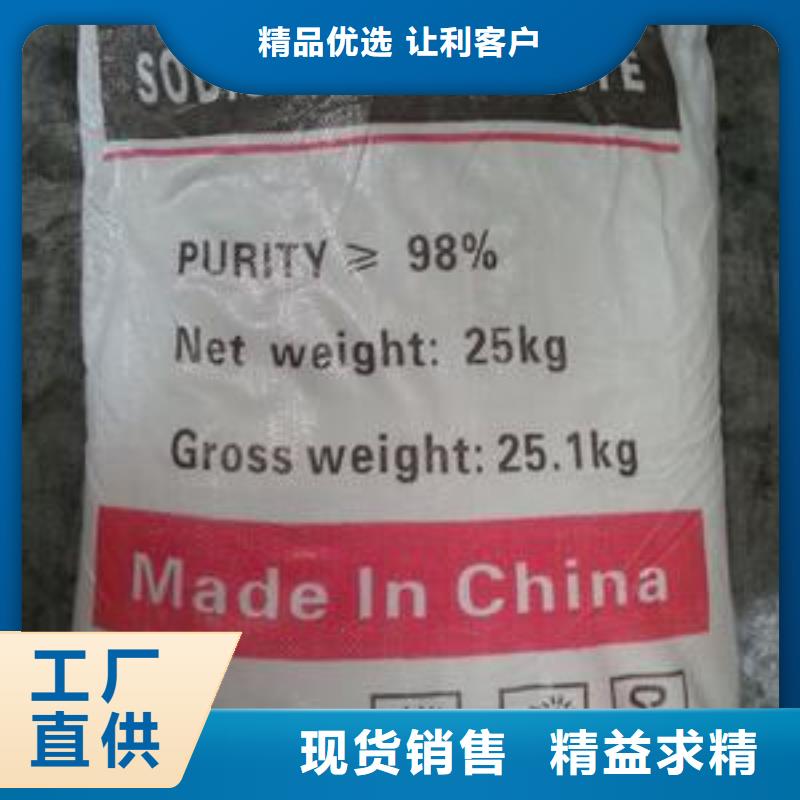 精品优选 让利客户
PURITY ≥ 98%
Net weight: 25kg
Gross weight: 25.1kg
Made In China
工厂
直供
现货销售 精益求精